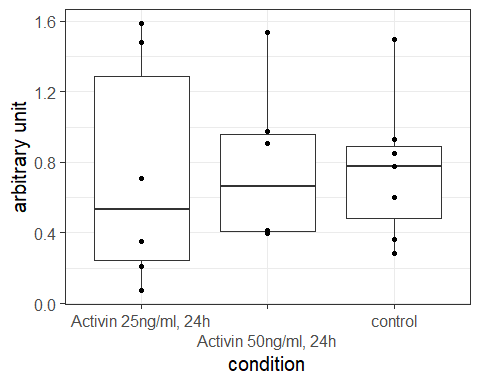 arbitrary unit
1.6
1.2
0.8
0.4
0.0
Activin 25ng/ml, 24h
control
Activin 50ng/ml, 24h
condition